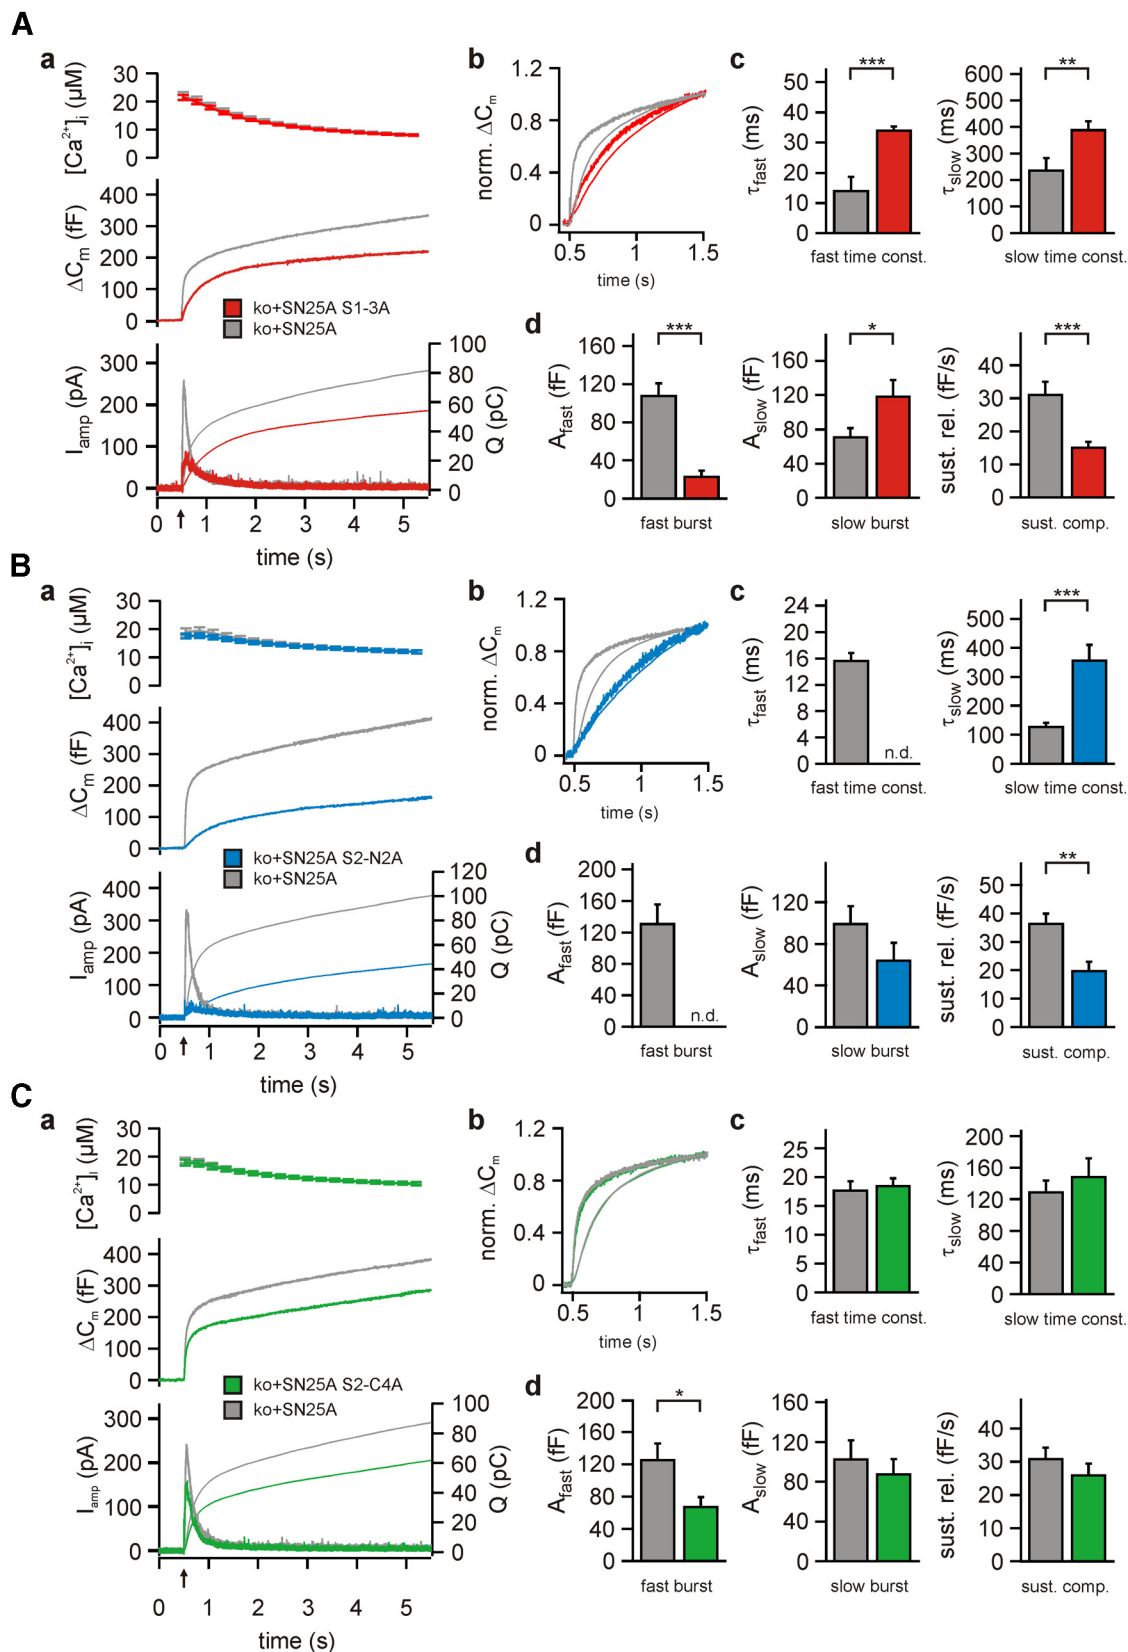 A
a
[Ca2+]i (µM)
30
20
10
0
ΔCm (fF)
400
300
200
100
0
ko+SN25A S1-3A
ko+SN25A
Iamp (pA)
300
200
100
0
100
80
60
40
20
0
Q (pC)
0 1 2 3 4 5
time (s)
b
norm. ΔCm
1.2
0.8
0.4
0
0.5 1 1.5
time (s)
c
τfast (ms)
50
40
30
20
10
0
***
fast time const.
τslow (ms)
600
500
400
300
200
100
0
**
slow time const.
d
Afast (fF)
160
120
80
40
0
***
fast burst
Aslow (fF)
160
120
80
40
0
*
slow burst
sust. rel. (fF/s)
40
30
20
10
0
***
sust. comp.
B
a
[Ca2+]i (µM)
30
20
10
0
ΔCm (fF)
400
300
200
100
0
ko+SN25A S2-N2A
ko+SN25A
Iamp (pA)
400
300
200
100
0
120
100
80
60
40
20
0
Q (pC)
0 1 2 3 4 5
time (s)
b
norm. ΔCm
1.2
0.8
0.4
0
0.5 1 1.5
time (s)
c
τfast (ms)
24
20
16
12
8
4
0
n.d.
fast time const.
τslow (ms)
500
400
300
200
100
0
***
slow time const.
d
Afast (fF)
200
160
120
80
40
0
n.d.
fast burst
Aslow (fF)
120
80
40
0
slow burst
sust. rel. (fF/s)
50
40
30
20
10
0
**
sust. comp.
C
a
[Ca2+]i (µM)
30
20
10
0
ΔCm (fF)
400
300
200
100
0
ko+SN25A S2-C4A
ko+SN25A
Iamp (pA)
300
200
100
0
100
80
60
40
20
0
Q (pC)
0 1 2 3 4 5
time (s)
b
norm. ΔCm
1.2
0.8
0.4
0
0.5 1 1.5
time (s)
c
τfast (ms)
25
20
15
10
5
0
fast time const.
τslow (ms)
200
160
120
80
40
0
slow time const.
d
Afast (fF)
200
160
120
80
40
0
*
fast burst
Aslow (fF)
160
120
80
40
0
slow burst
sust. rel. (fF/s)
40
30
20
10
0
sust. comp.